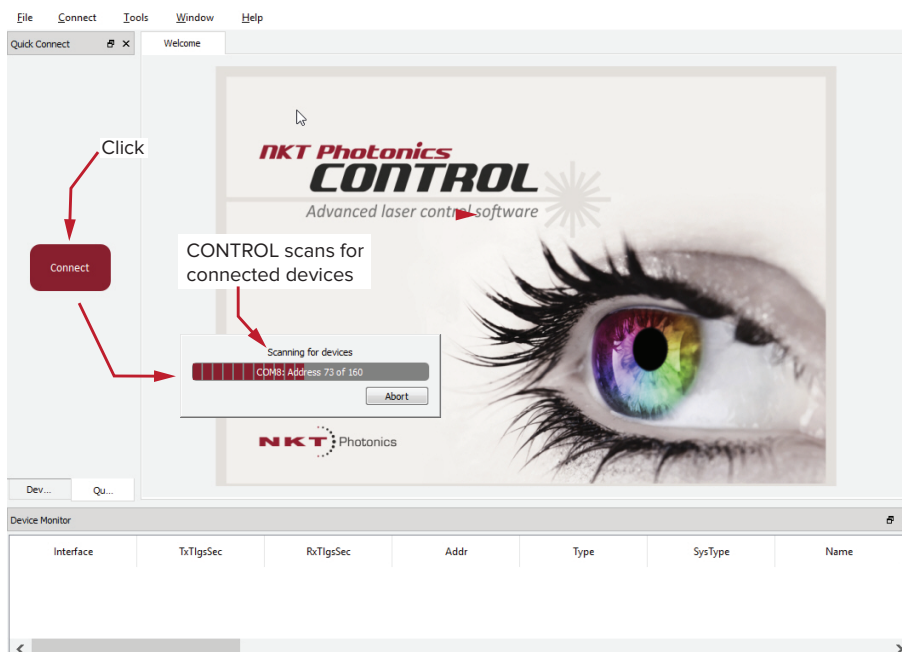 File Connect Tools Window Help
Quick Connect
Welcome
Click
NKT Photonics
CONTROL
Advanced laser control software
Connect
CONTROL scans for
connected devices
Scanning for devices
COM8: Address 73 of 160
Abort
NKT Photonics
Dev... Qu...
Device Monitor
Interface TxTlgsSec RxTlgsSec Addr Type SysType Name